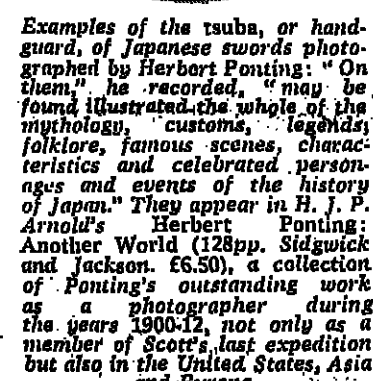 Examples of the tsuba, or hand-
guard, of Japanese swords photo-
graphed by Herbert Ponting: "On
them," he recorded, "may be
found illustrated the whole of the
mythology, customs, legends,
folklore, famous scenes, charac-
teristics and celebrated person-
ages and events of the history
of Japan." They appear in H. J. P.
Arnold's Herbert Ponting:
Another World (128pp. Sidgwick
and Jackson. £6.50), a collection
of Ponting's outstanding work
as a photographer during
the years 1900-12, not only as a
member of Scott's last expedition
but also in the United States, Asia
and